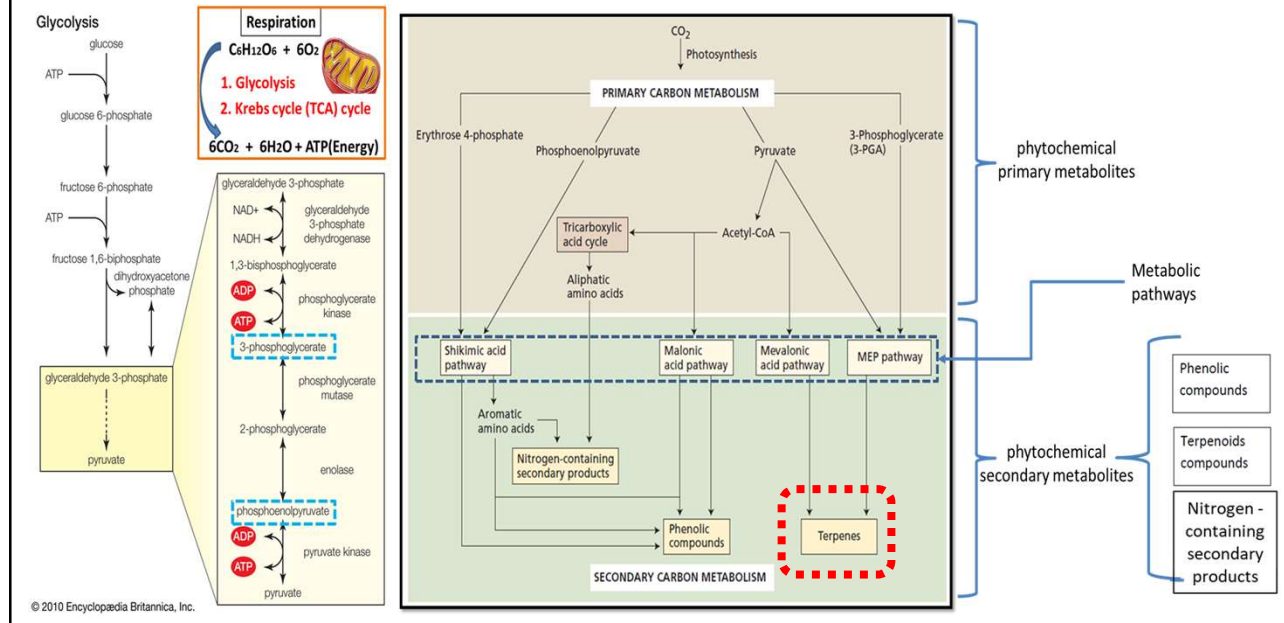 Glycolysis
glucose
ATP
glucose 6-phosphate
fructose 6-phosphate
ATP
fructose 1,6-biphosphate
dihydroxyacetone
phosphate
glyceraldehyde 3-phosphate
pyruvate
© 2010 Encyclopædia Britannica, Inc.
Respiration
C6H12O6 + 6O2
1. Glycolysis
2. Krebs cycle (TCA) cycle
6CO2 + 6H2O + ATP(Energy)
glyceraldehyde 3-phosphate
NAD+
NADH
glyceraldehyde
3-phosphate
dehydrogenase
1,3-bisphosphoglycerate
ADP
ATP
phosphoglycerate
kinase
3-phosphoglycerate
phosphoglycerate
mutase
2-phosphoglycerate
enolase
phosphoenolpyruvate
ADP
ATP
pyruvate kinase
pyruvate
CO2
Photosynthesis
PRIMARY CARBON METABOLISM
Erythrose 4-phosphate
Phosphoenolpyruvate
Pyruvate
3-Phosphoglycerate
(3-PGA)
Tricarboxylic
acid cycle
Acetyl-CoA
Aliphatic
amino acids
Shikimic acid
pathway
Malonic
acid pathway
Mevalonic
acid pathway
MEP pathway
Aromatic
amino acids
Nitrogen-containing
secondary products
Phenolic
compounds
Terpenes
SECONDARY CARBON METABOLISM
phytochemical
primary metabolites
Metabolic
pathways
phytochemical
secondary metabolites
Phenolic
compounds
Terpenoids
compounds
Nitrogen -
containing
secondary
products